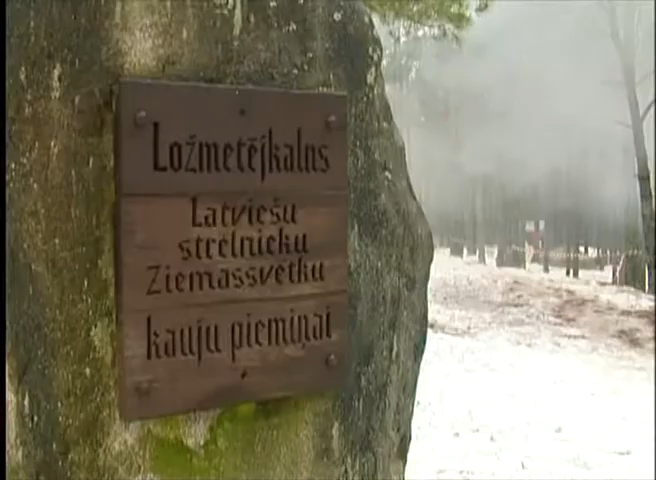 Ložmetējkalns
Latviešu
strēlnieku
Ziemassvētku
kauju piemiņai